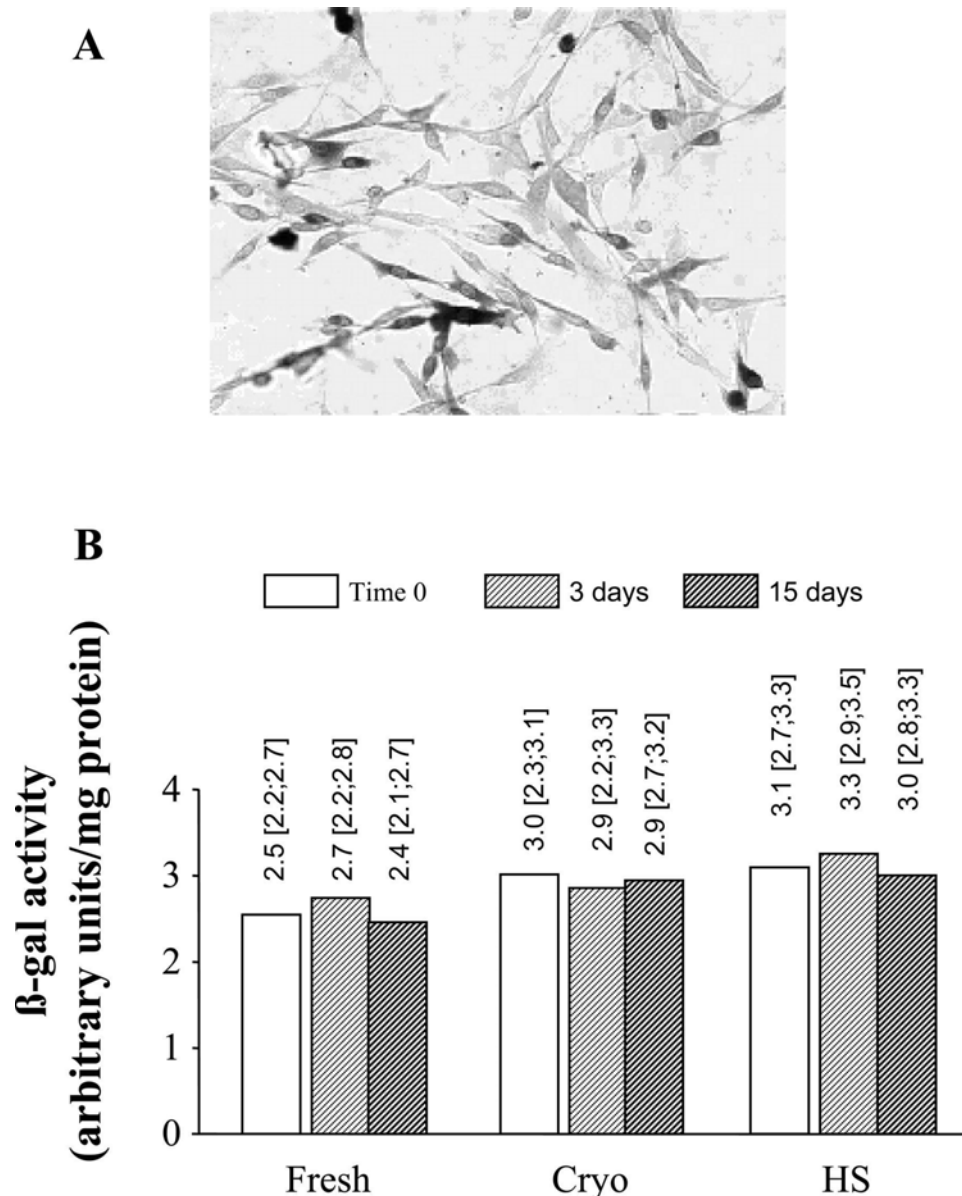 A
B
Time 0 3 days 15 days
ß-gal activity
(arbitrary units/mg protein)
2.5 [2.2;2.7]
2.7 [2.2;2.8]
2.4 [2.1;2.7]
3.0 [2.3;3.1]
2.9 [2.2;3.3]
2.9 [2.7;3.2]
3.1 [2.7;3.3]
3.3 [2.9;3.5]
3.0 [2.8;3.3]
4
3
2
1
0
Fresh Cryo HS